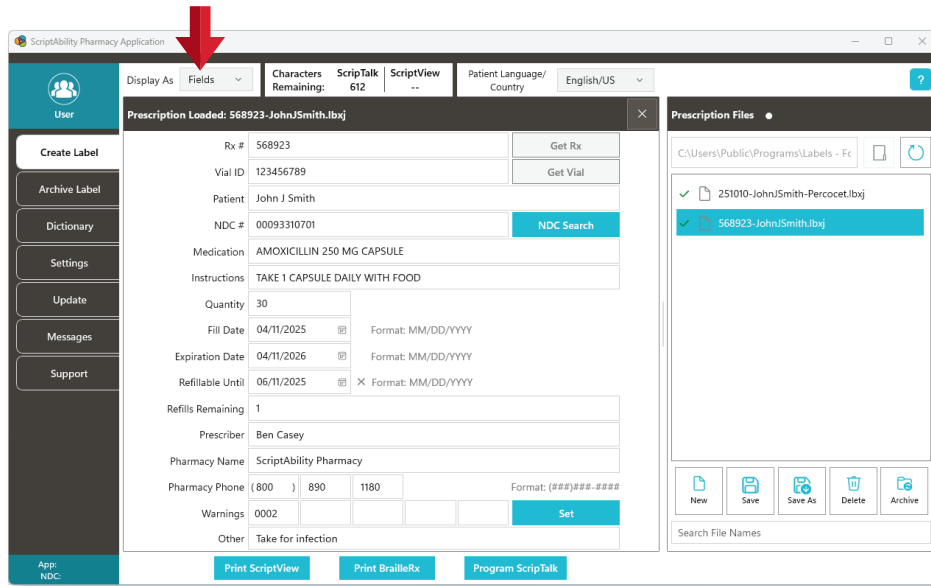 ScriptAbility Pharmacy Application
Display As Fields
Characters Remaining: ScripTalk 612 ScriptView --
Patient Language/ Country English/US
?
User
Create Label
Archive Label
Dictionary
Settings
Update
Messages
Support
App:
NDC:
Prescription Loaded: 568923-JohnJSmith.lbxj
Rx # 568923 Get Rx
Vial ID 123456789 Get Vial
Patient John J Smith
NDC # 00093310701 NDC Search
Medication AMOXICILLIN 250 MG CAPSULE
Instructions TAKE 1 CAPSULE DAILY WITH FOOD
Quantity 30
Fill Date 04/11/2025 Format: MM/DD/YYYY
Expiration Date 04/11/2026 Format: MM/DD/YYYY
Refillable Until 06/11/2025 Format: MM/DD/YYYY
Refills Remaining 1
Prescriber Ben Casey
Pharmacy Name ScriptAbility Pharmacy
Pharmacy Phone (800) 890 1180 Format: (###)###-####
Warnings 0002 Set
Other Take for infection
Print ScriptView Print BrailleRx Program ScripTalk
Prescription Files
C:\Users\Public\Programs\Labels - Fc
251010-JohnJSmith-Percocet.lbxj
568923-JohnJSmith.lbxj
New Save Save As Delete Archive
Search File Names